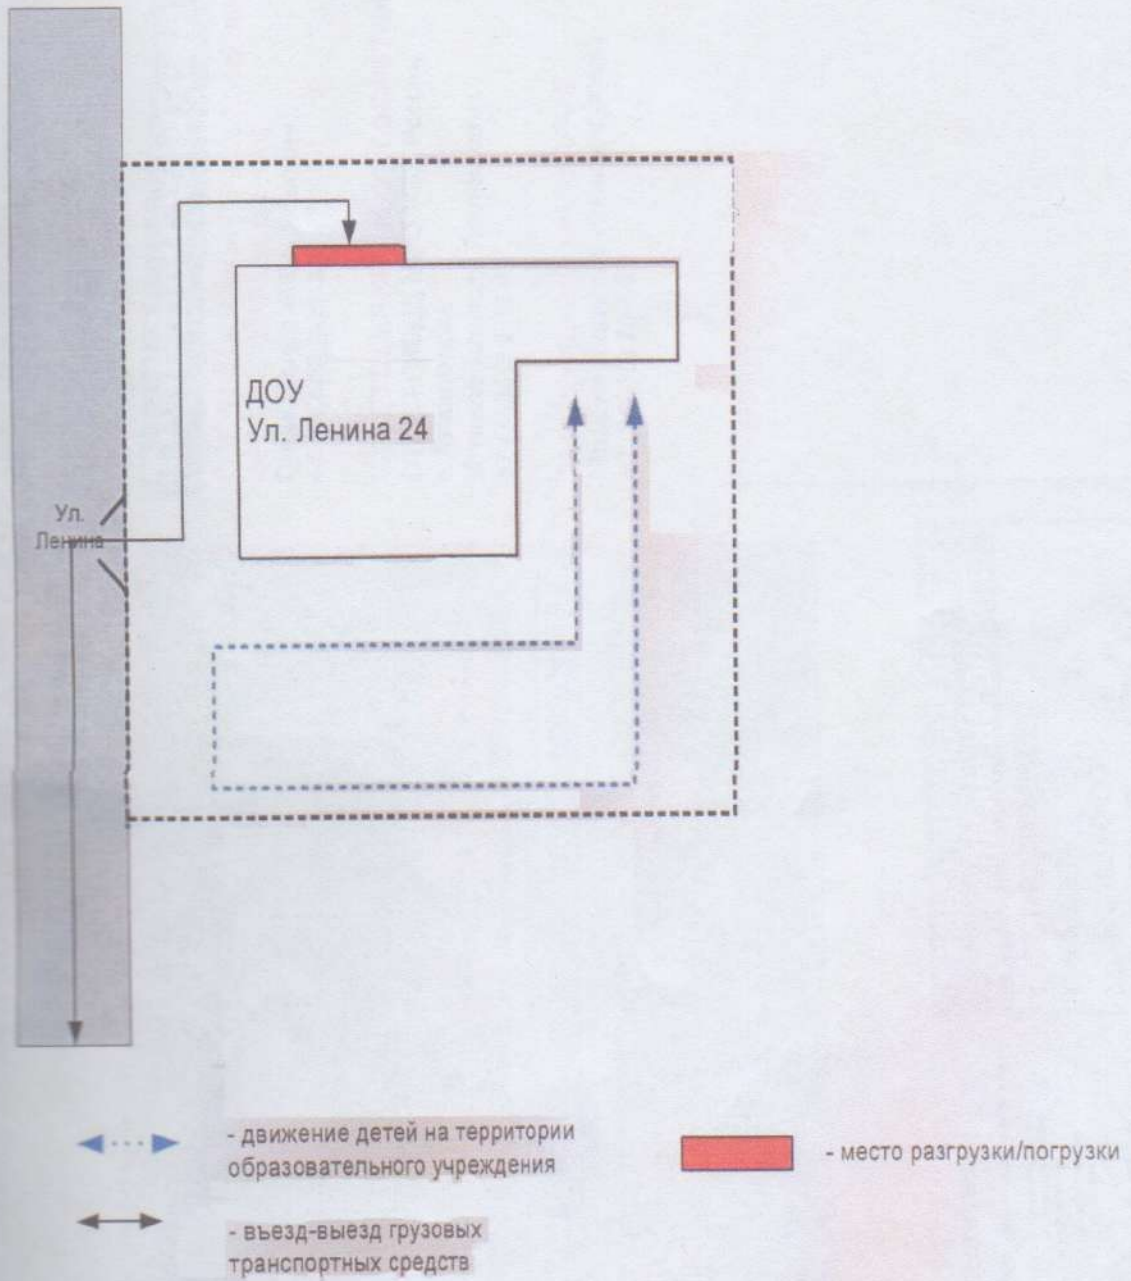 ДОУ
Ул. Ленина 24
Ул.
Ленина
- движение детей на территории
образовательного учреждения
- место разгрузки/погрузки
- въезд-выезд грузовых
транспортных средств